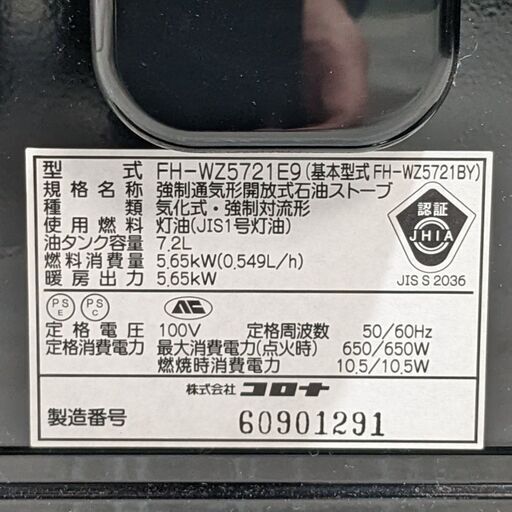 型式 FH-WZ5721E9(基本型式 FH-WZ5721BY)
規格名称 強制通気形開放式石油ストーブ
種類 気化式・強制対流形
使用燃料 灯油(JIS1号灯油)
油タンク容量 7.2L
燃料消費量 5.65kW(0.549L/h)
暖房出力 5.65kW
認証
JHIA
JIS S 2036
PS E PS C
定格電圧 100V 定格周波数 50/60Hz
定格消費電力 最大消費電力(点火時) 650/650W
燃焼時消費電力 10.5/10.5W
株式会社 コロナ
製造番号 60901291